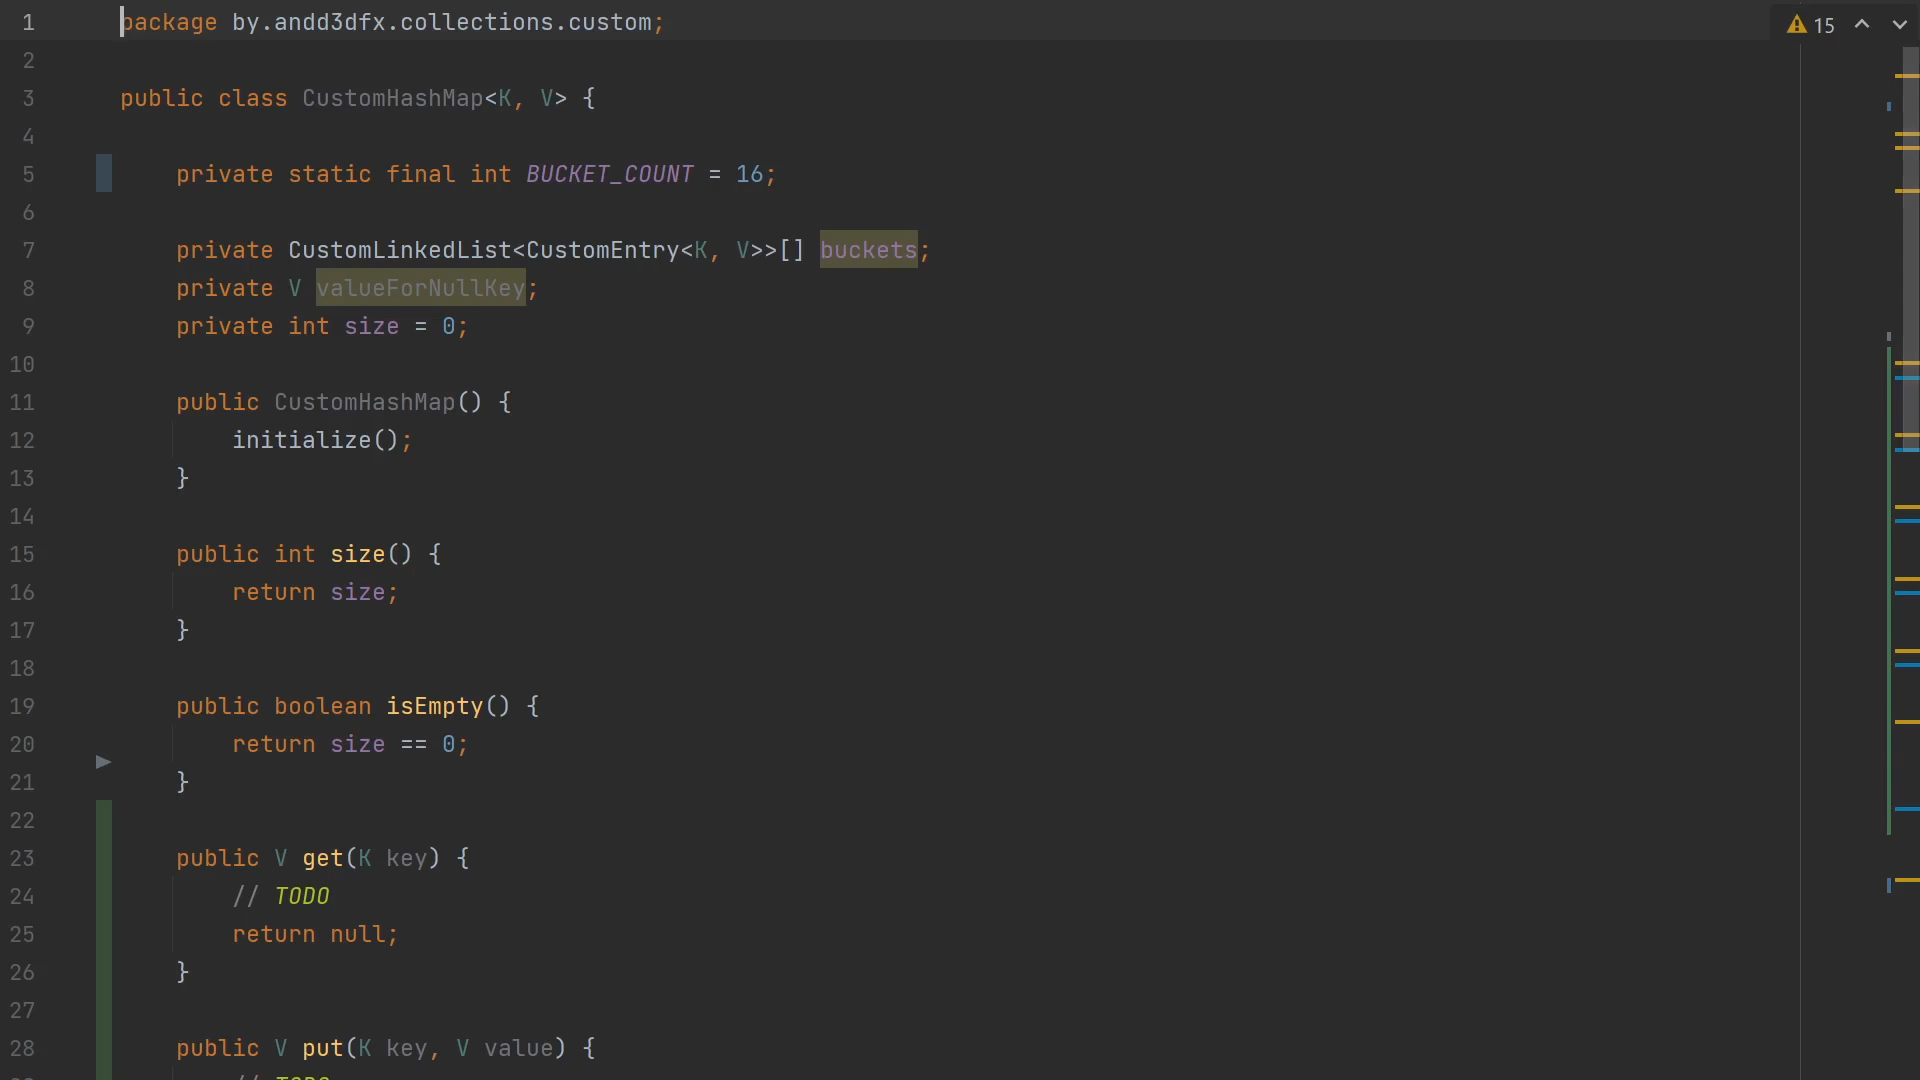 15
1 package by.andd3dfx.collections.custom;
2
3 public class CustomHashMap<K, V> {
4
5 private static final int BUCKET_COUNT = 16;
6
7 private CustomLinkedList<CustomEntry<K, V>>[] buckets;
8 private V valueForNullKey;
9 private int size = 0;
10
11 public CustomHashMap() {
12 initialize();
13 }
14
15 public int size() {
16 return size;
17 }
18
19 public boolean isEmpty() {
20 return size == 0;
21 }
22
23 public V get(K key) {
24 // TODO
25 return null;
26 }
27
28 public V put(K key, V value) {
// TODO